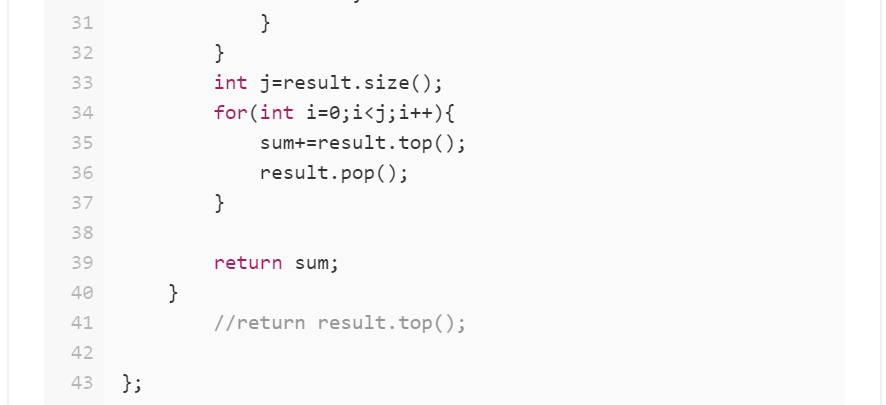 31 }
32 }
33 int j=result.size();
34 for(int i=0;i<j;i++){
35 sum+=result.top();
36 result.pop();
37 }
38
39 return sum;
40 }
41 //return result.top();
42
43 };